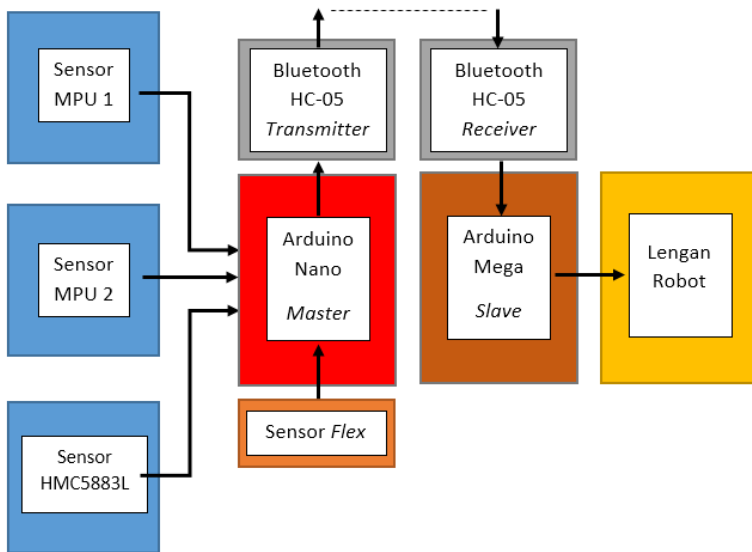 Sensor
MPU 1
Bluetooth
HC-05
Transmitter
Bluetooth
HC-05
Receiver
Sensor
MPU 2
Arduino
Nano
Master
Arduino
Mega
Slave
Lengan
Robot
Sensor
HMC5883L
Sensor Flex